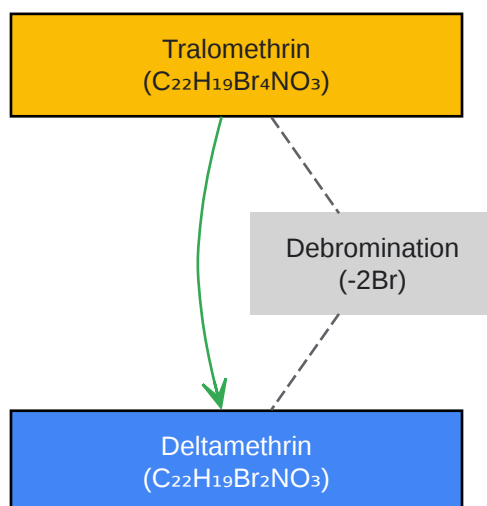 Tralomethrin
(C₂₂H₁₉Br₄NO₃)
Debromination
(-2Br)
Deltamethrin
(C₂₂H₁₉Br₂NO₃)